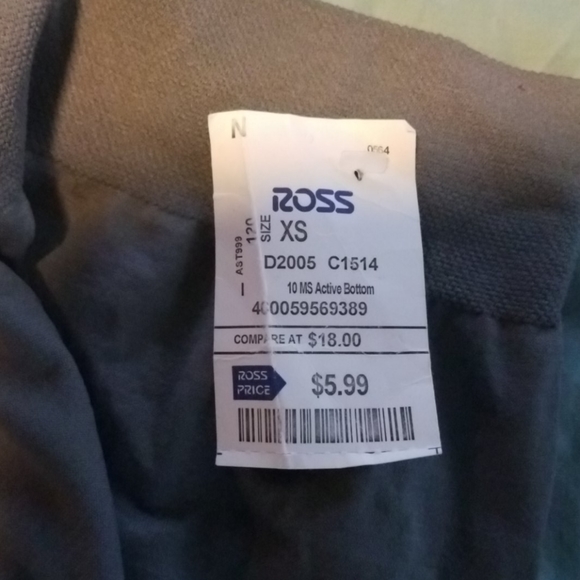 N
ROSS
AST999
120
SIZE
XS
D2005 C1514
10 MS Active Bottom
400059569389
COMPARE AT $18.00
ROSS
PRICE
$5.99